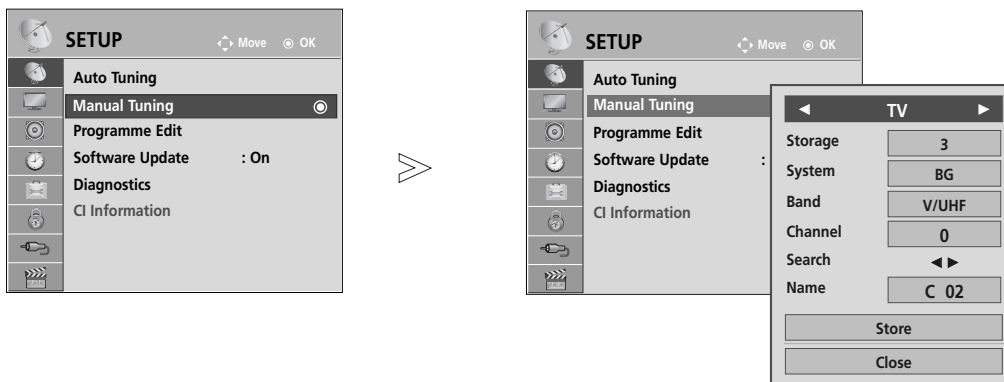 SETUP Move OK
Auto Tuning
Manual Tuning
Programme Edit
Software Update : On
Diagnostics
CI Information
SETUP Move OK
Auto Tuning
Manual Tuning
Programme Edit
Software Update :
Diagnostics
CI Information
TV
Storage 3
System BG
Band V/UHF
Channel 0
Search
Name C 02
Store
Close